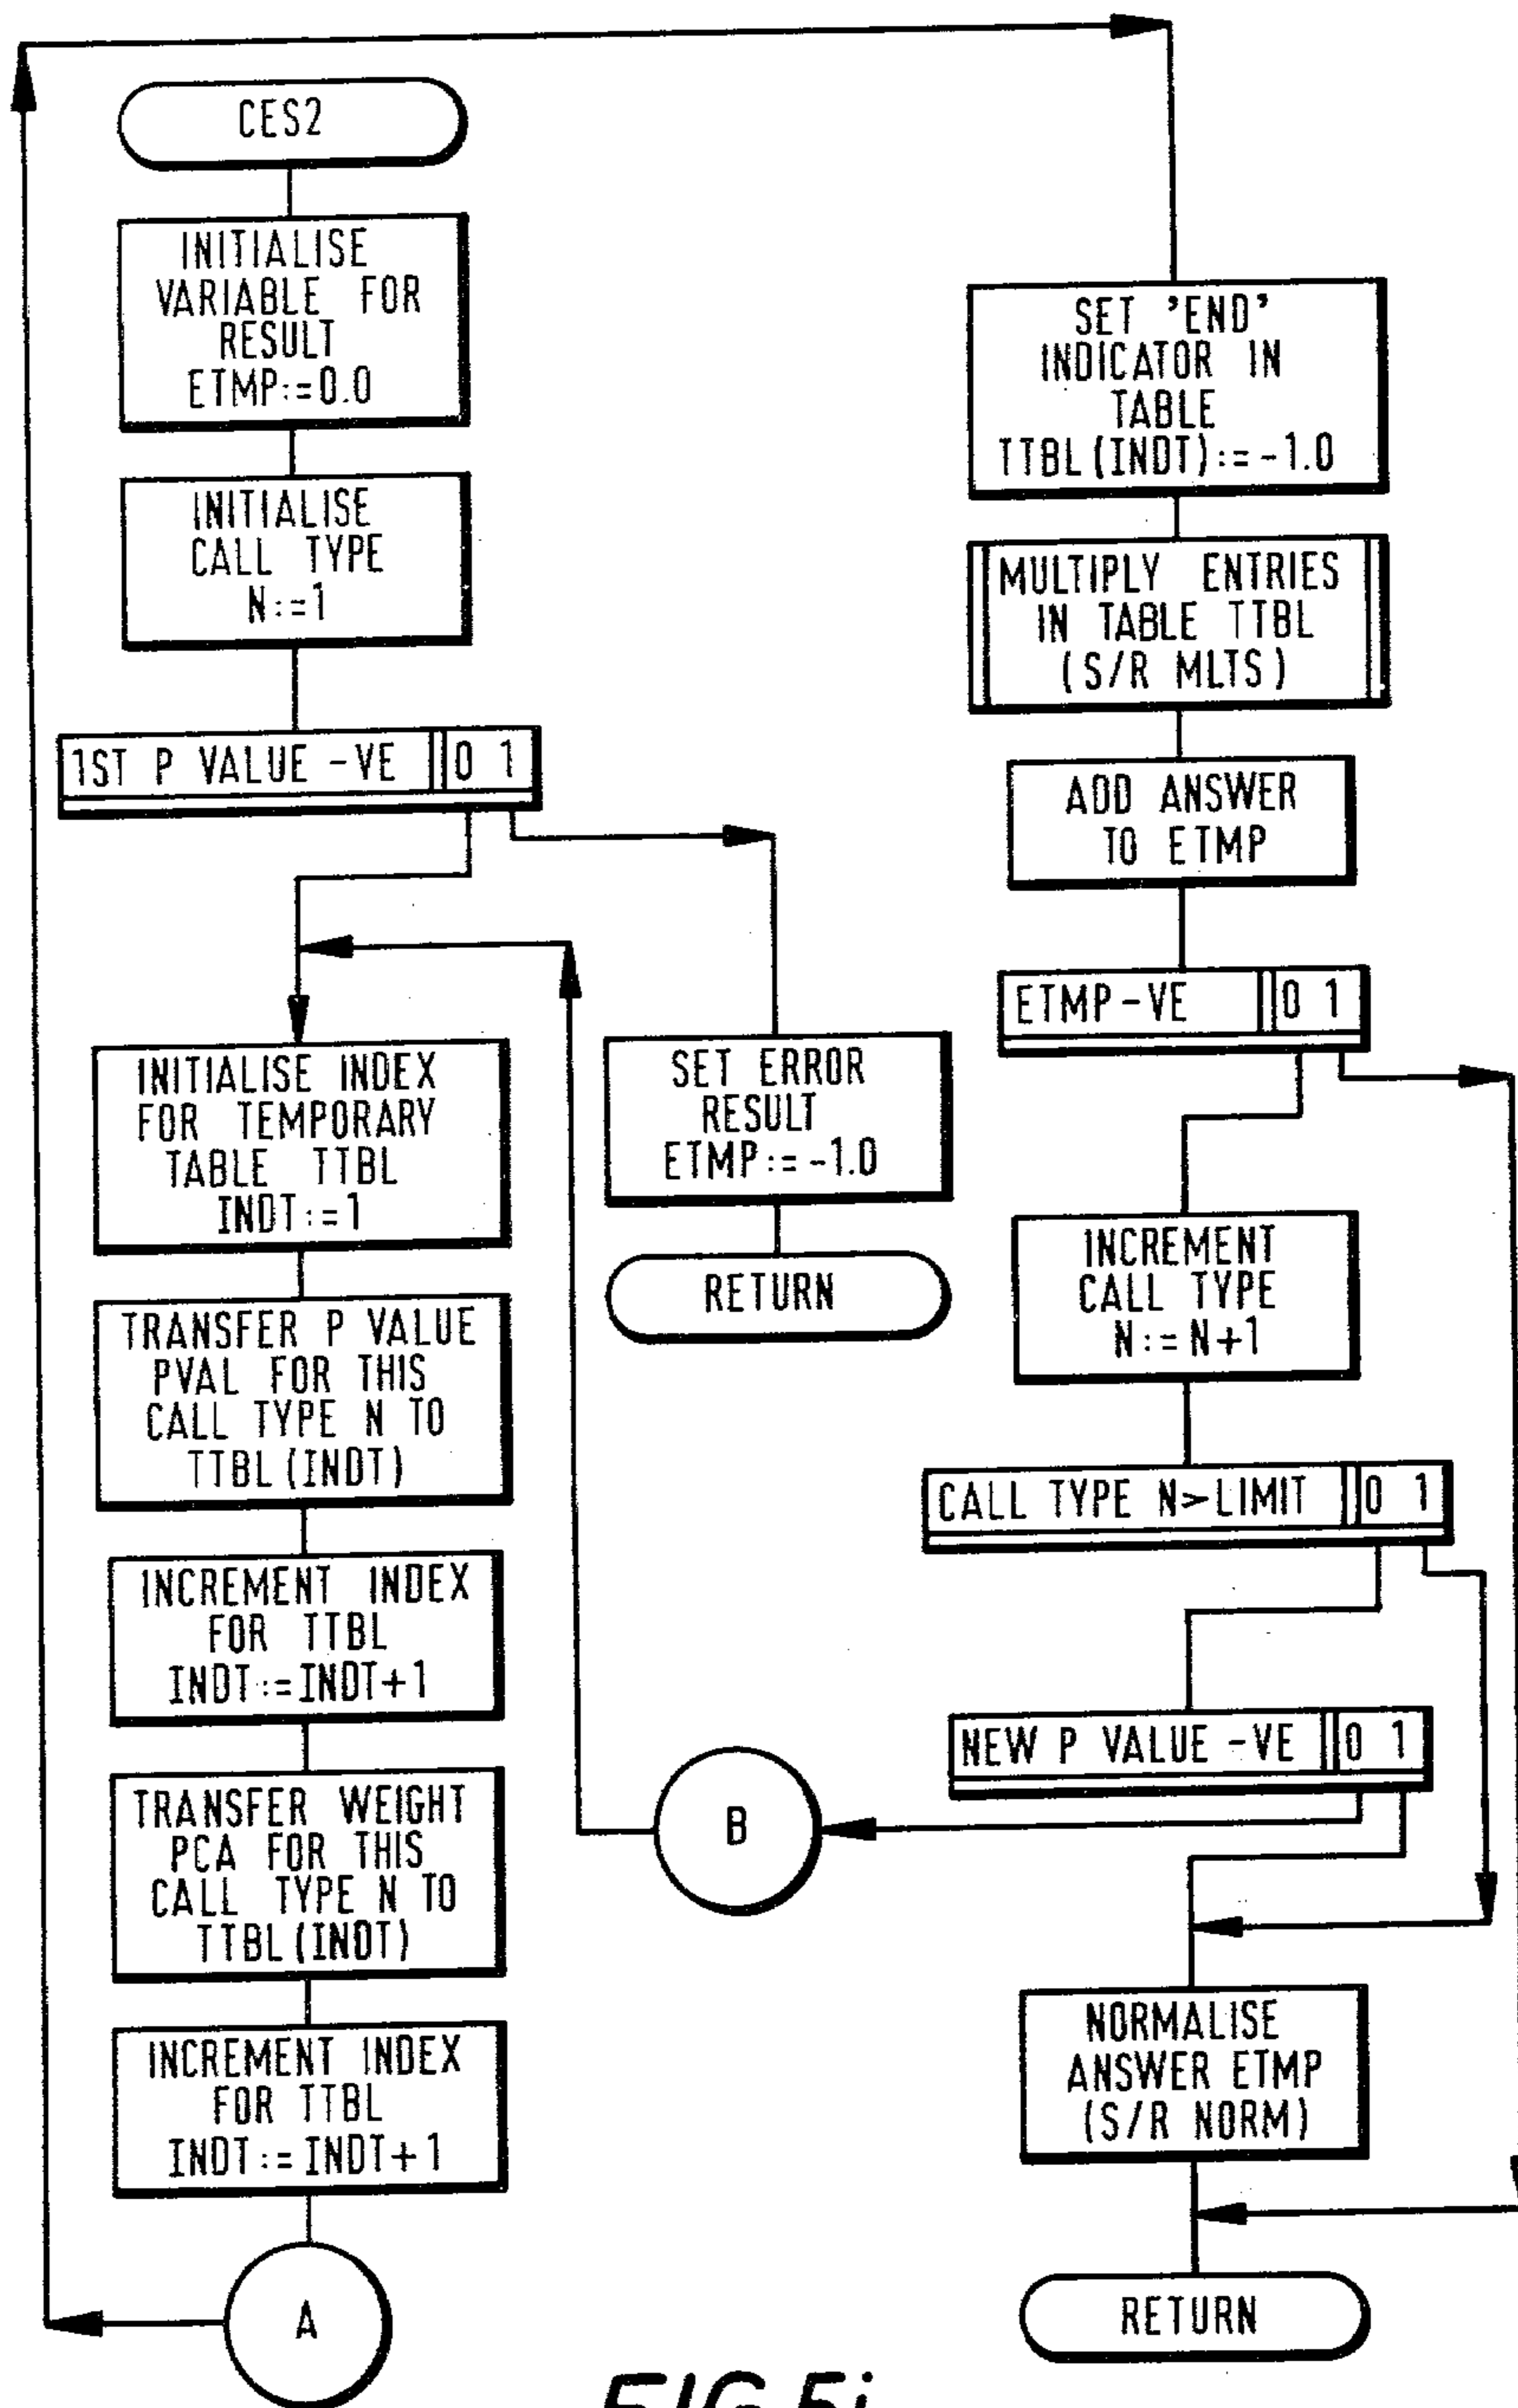 CES2
INITIALISE
VARIABLE FOR
RESULT
ETMP:=0.0
INITIALISE
CALL TYPE
N:=1
1ST P VALUE -VE 0 1
INITIALISE INDEX
FOR TEMPORARY
TABLE TTBL
INDT:=1
TRANSFER P VALUE
PVAL FOR THIS
CALL TYPE N TO
TTBL(INDT)
INCREMENT INDEX
FOR TTBL
INDT:=INDT+1
TRANSFER WEIGHT
PCA FOR THIS
CALL TYPE N TO
TTBL(INDT)
INCREMENT INDEX
FOR TTBL
INDT:=INDT+1
A
SET ERROR
RESULT
ETMP:=-1.0
RETURN
B
SET 'END'
INDICATOR IN
TABLE
TTBL(INDT):=-1.0
MULTIPLY ENTRIES
IN TABLE TTBL
(S/R MLTS)
ADD ANSWER
TO ETMP
ETMP-VE 0 1
INCREMENT
CALL TYPE
N:=N+1
CALL TYPE N>LIMIT 0 1
NEW P VALUE -VE 0 1
NORMALISE
ANSWER ETMP
(S/R NORM)
RETURN
FIG.5i